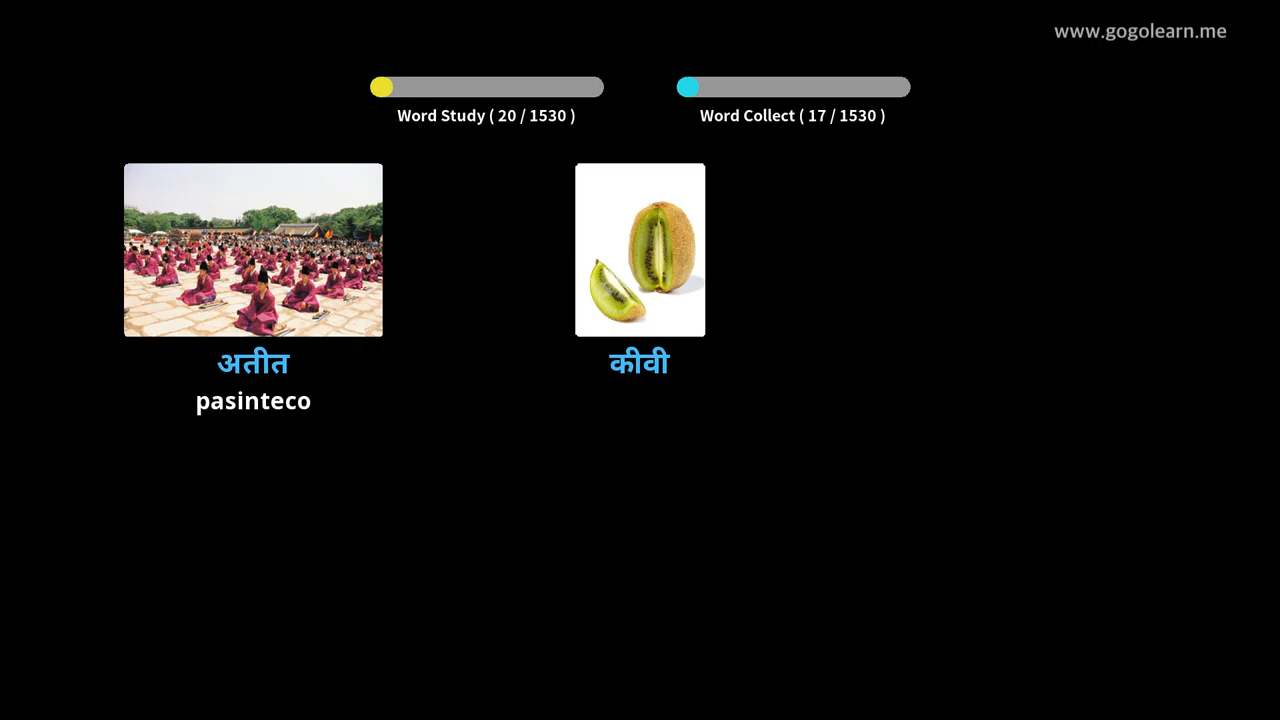 www.gogolearn.me
Word Study ( 20 / 1530 )
Word Collect ( 17 / 1530 )
अतीत
pasinteco
कीवी